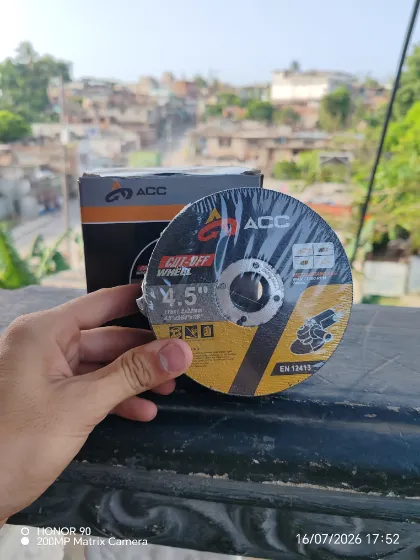 ACC
ACC
CUT-OFF
WHEEL
4.5"
EN 12413
HONOR 90
200MP Matrix Camera
16/07/2026 17:52